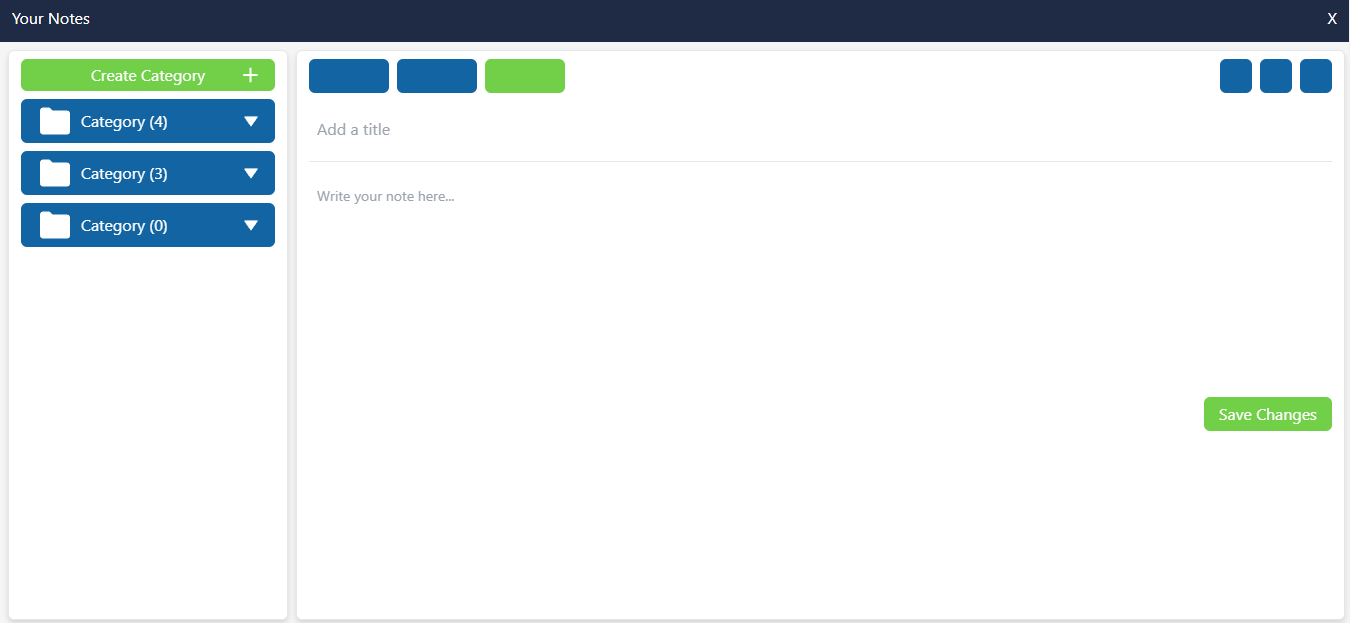 Your Notes
X
Create Category +
Category (4)
Category (3)
Category (0)
Add a title
Write your note here...
Save Changes